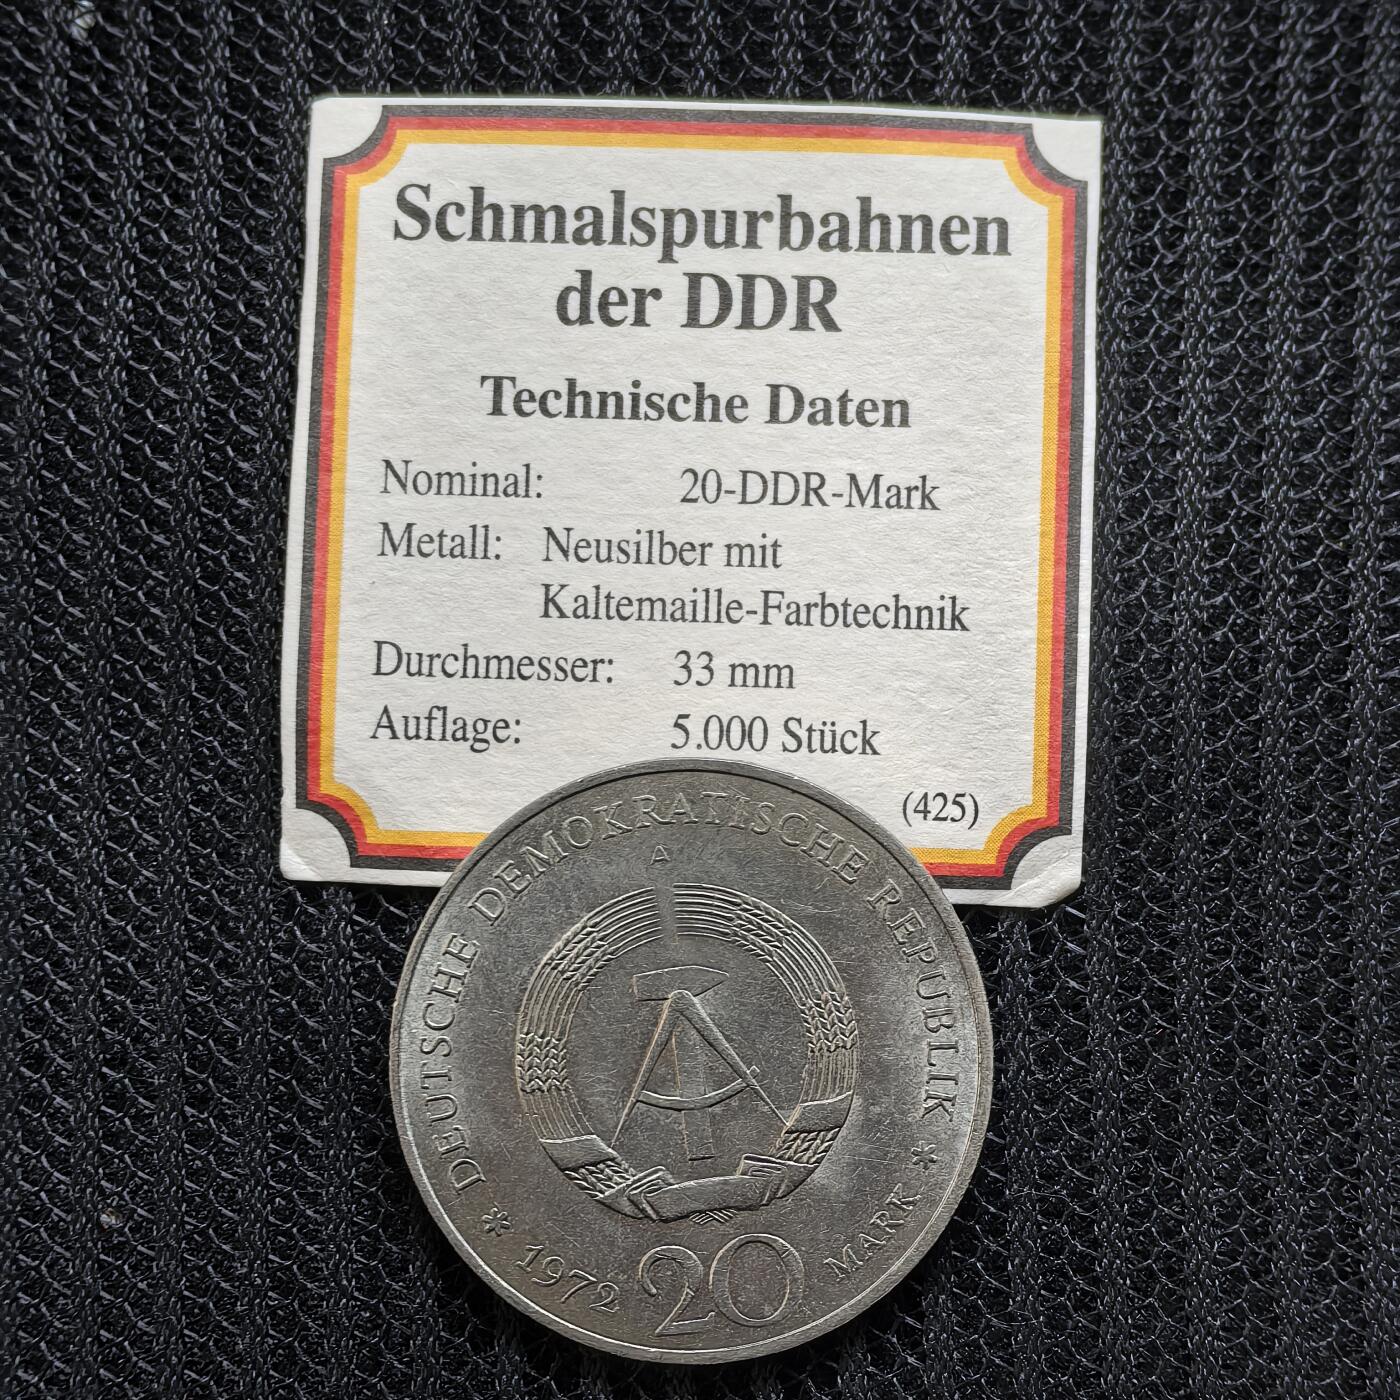 Schmalspurbahnen
der DDR
Technische Daten
Nominal: 20-DDR-Mark
Metall: Neusilber mit
Kaltemaille-Farbtechnik
Durchmesser: 33 mm
Auflage: 5.000 Stück
(425)
DEUTSCHE DEMOKRATISCHE REPUBLIK
A
* 1972 20 MARK *